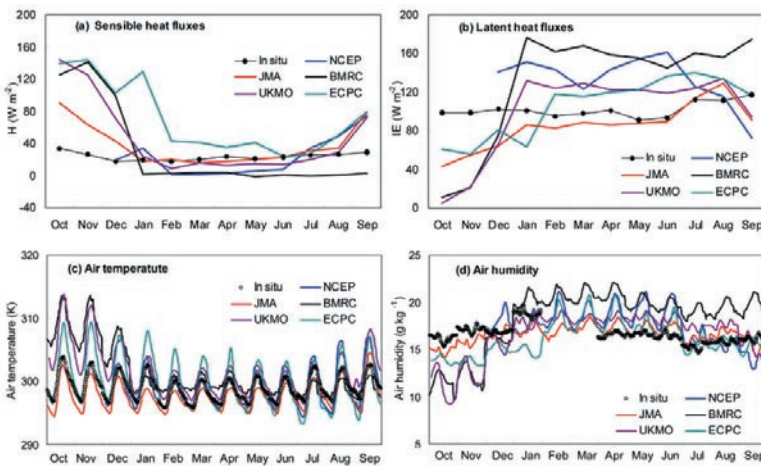 (a) Sensible heat fluxes
In situ
NCEP
JMA
BMRC
UKMO
ECPC
H (W m⁻²)
200
160
120
80
40
0
-40
Oct Nov Dec Jan Feb Mar Apr May Jun Jul Aug Sep
(b) Latent heat fluxes
In situ
NCEP
JMA
BMRC
UKMO
ECPC
lE (W m⁻²)
200
160
120
80
40
0
Oct Nov Dec Jan Feb Mar Apr May Jun Jul Aug Sep
(c) Air temperatute
In situ
NCEP
JMA
BMRC
UKMO
ECPC
Air temperature (K)
320
310
300
290
Oct Nov Dec Jan Feb Mar Apr May Jun Jul Aug Sep
(d) Air humidity
In situ
NCEP
JMA
BMRC
UKMO
ECPC
Air humidity (g kg⁻¹)
25
20
15
10
5
Oct Nov Dec Jan Feb Mar Apr May Jun Jul Aug Sep